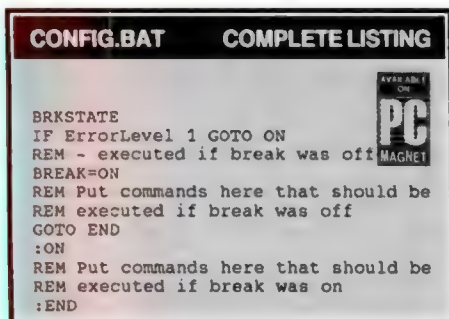 CONFIG.BAT COMPLETE LISTING
AVAILABLE
ON
PC
MAGNET
BRKSTATE
IF ErrorLevel 1 GOTO ON
REM - executed if break was off
BREAK=ON
REM Put commands here that should be
REM executed if break was off
GOTO END
:ON
REM Put commands here that should be
REM executed if break was on
:END